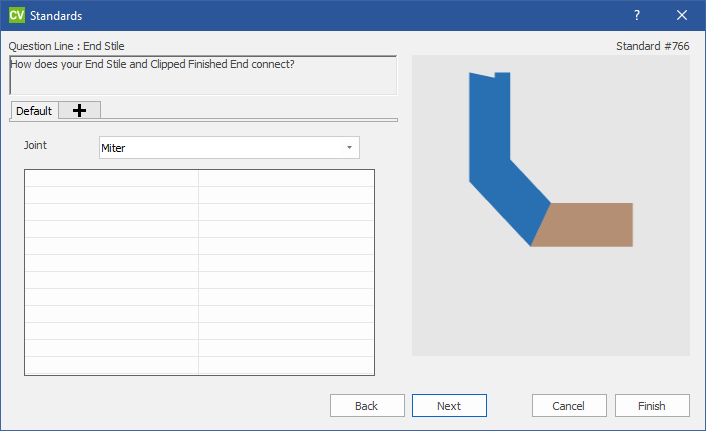 CV Standards ?
Question Line : End Stile Standard #766
How does your End Stile and Clipped Finished End connect?
Default +
Joint Miter
Back Next Cancel Finish